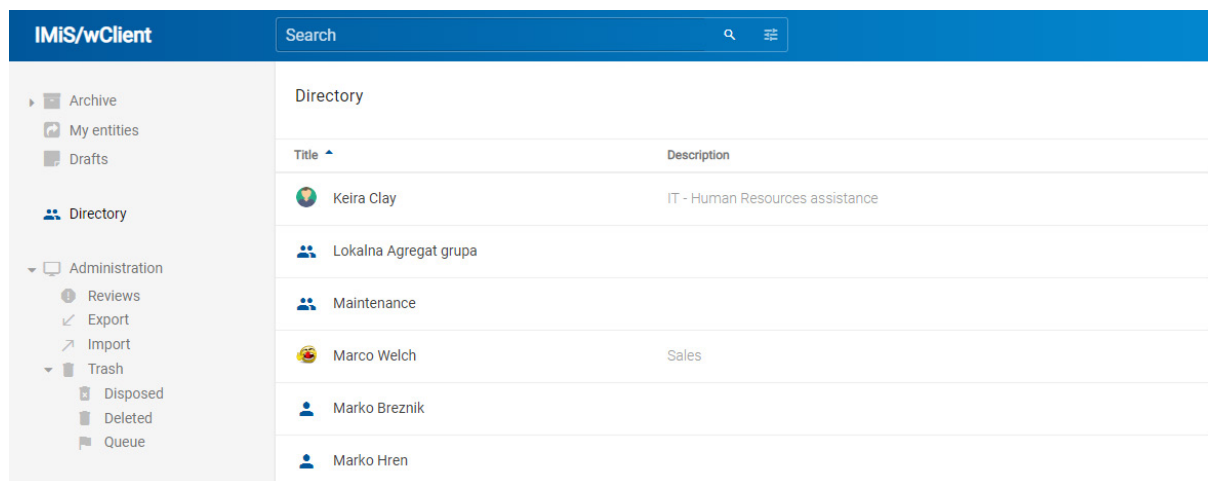 IMiS/wClient
Search
Archive
My entities
Drafts
Directory
Administration
Reviews
Export
Import
Trash
Disposed
Deleted
Queue
Directory
Title Description
Keira Clay IT - Human Resources assistance
Lokalna Agregat grupa
Maintenance
Marco Welch Sales
Marko Breznik
Marko Hren